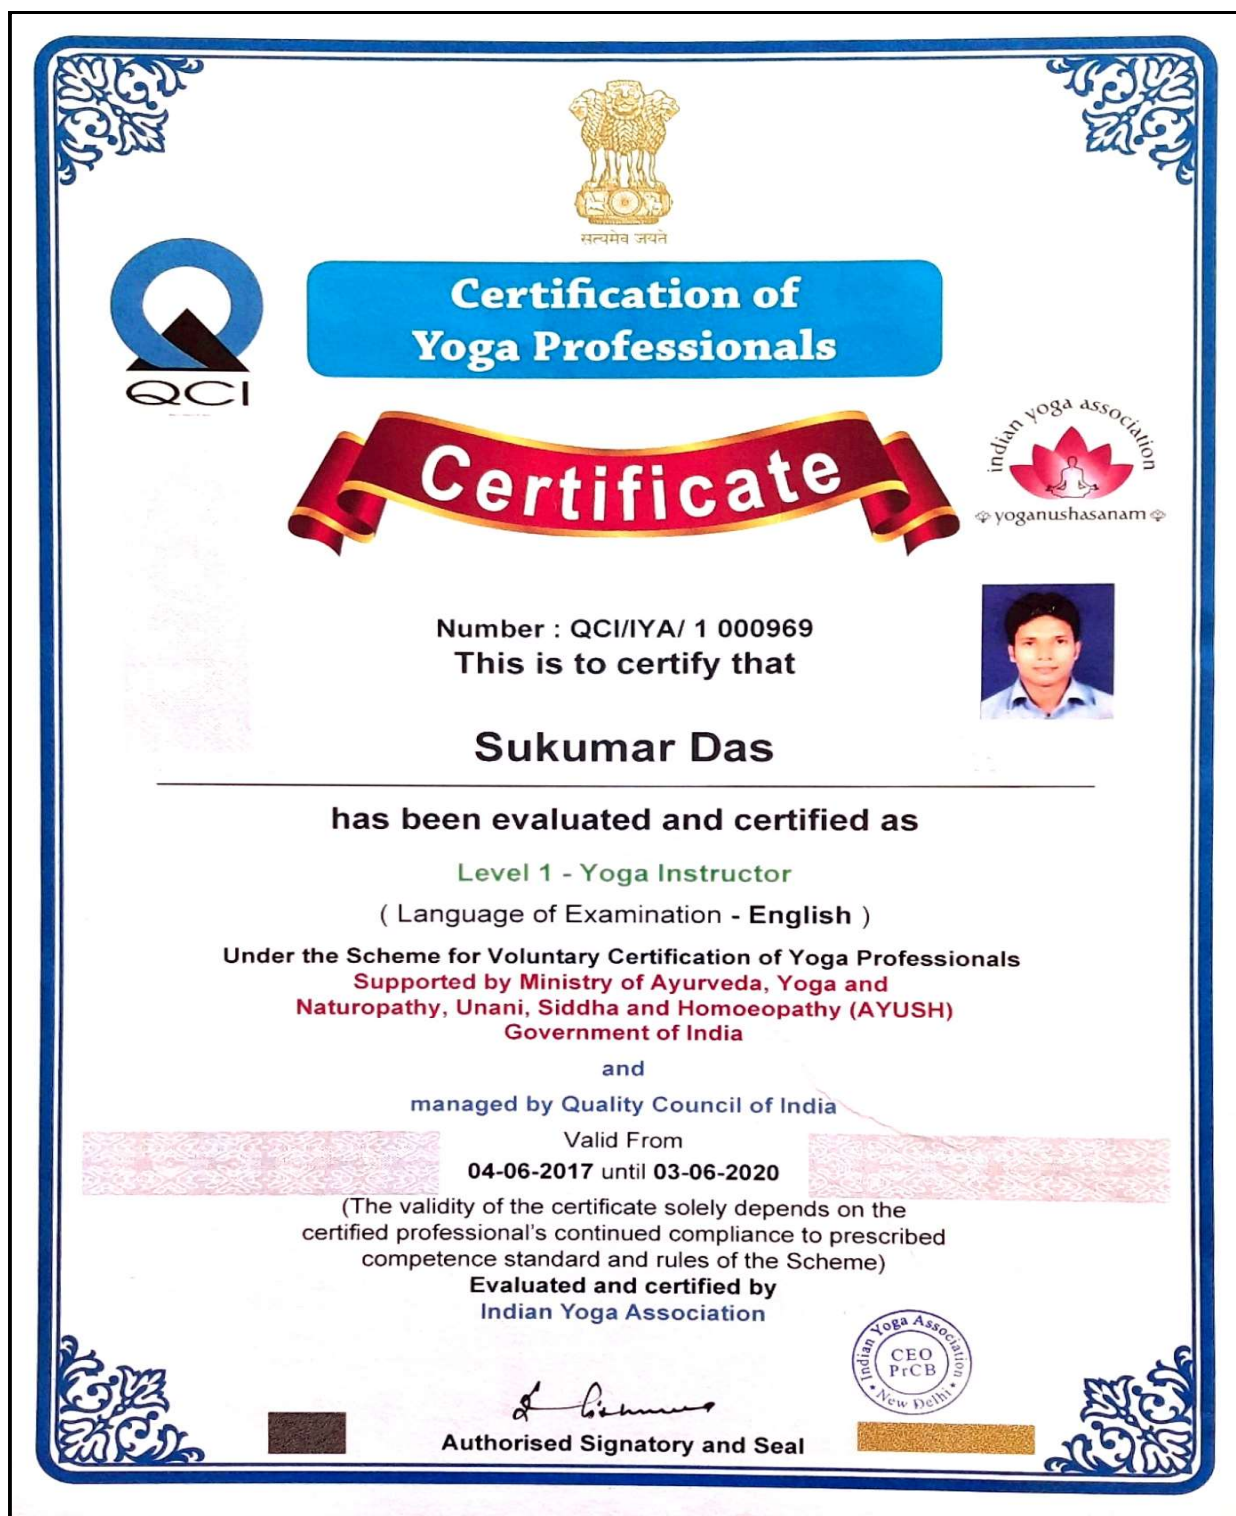 सत्यमेव जयते
QCI
Certification of
Yoga Professionals
Certificate
indian yoga association
yoganushasanam
Number : QCI/IYA/ 1 000969
This is to certify that
Sukumar Das
has been evaluated and certified as
Level 1 - Yoga Instructor
( Language of Examination - English )
Under the Scheme for Voluntary Certification of Yoga Professionals
Supported by Ministry of Ayurveda, Yoga and
Naturopathy, Unani, Siddha and Homoeopathy (AYUSH)
Government of India
and
managed by Quality Council of India
Valid From
04-06-2017 until 03-06-2020
(The validity of the certificate solely depends on the
certified professional's continued compliance to prescribed
competence standard and rules of the Scheme)
Evaluated and certified by
Indian Yoga Association
Indian Yoga Association
CEO
PrCB
New Delhi
Authorised Signatory and Seal